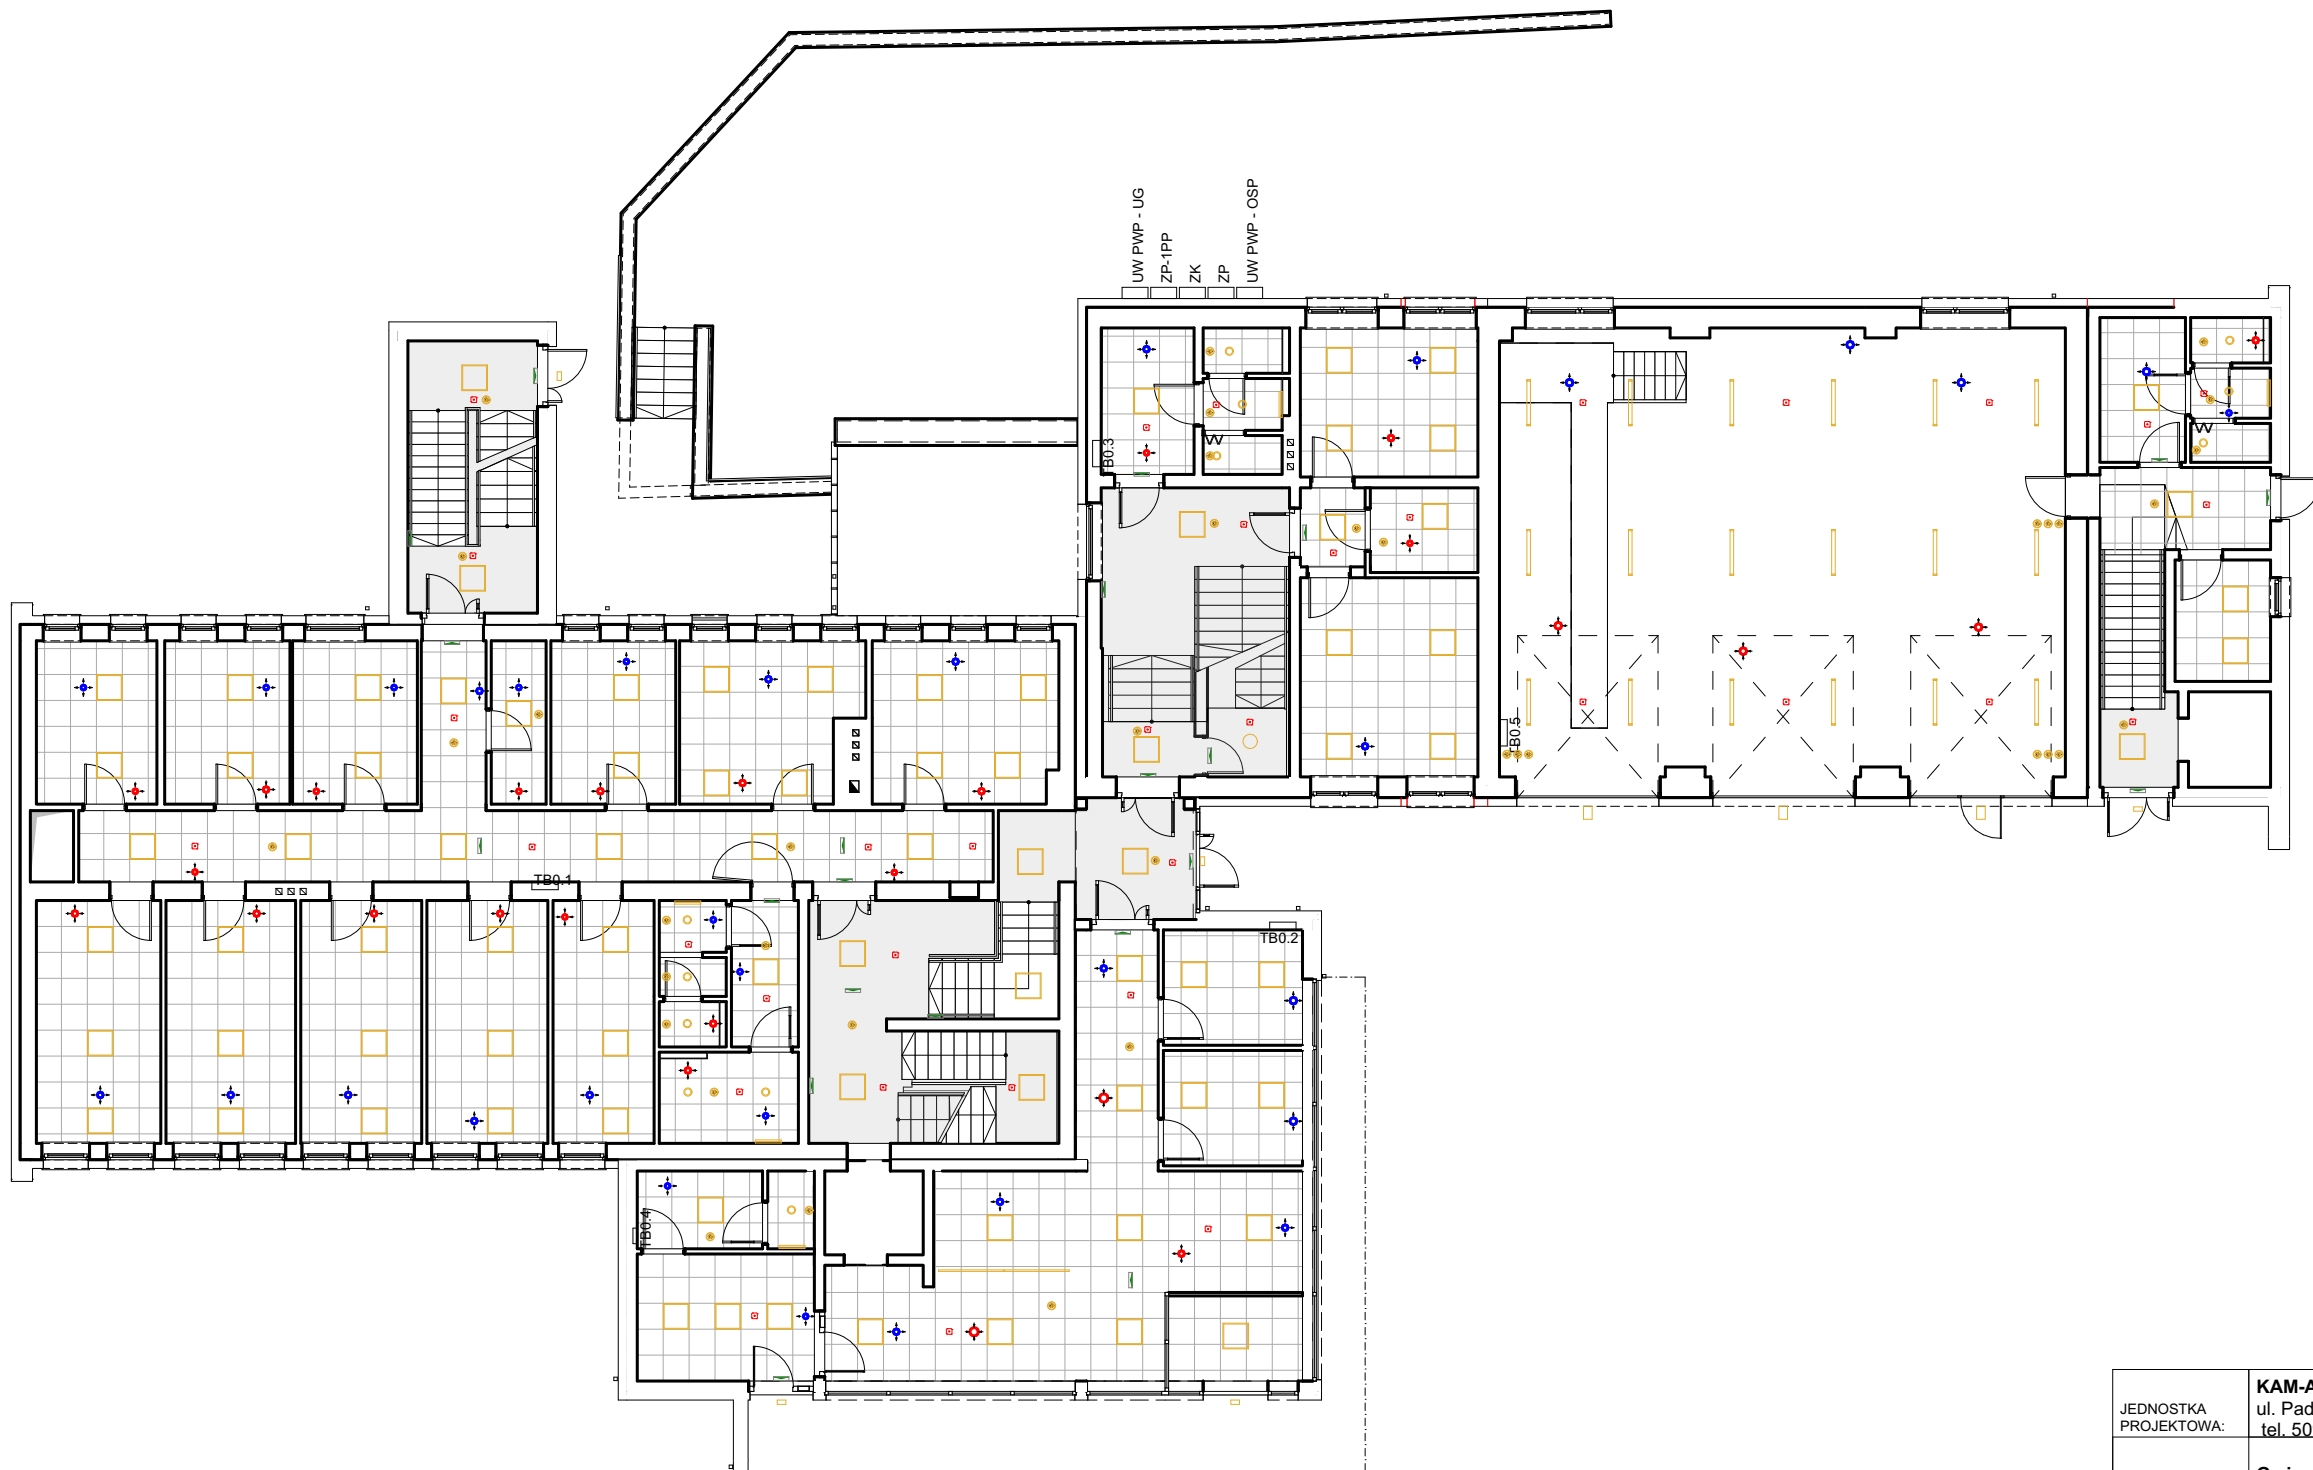 UW PWP - UG
ZP-1PP
ZK
ZP
UW PWP - OSP
TB0.3
TB0.5
TB0.1
TB0.2
TB0.4
W
W
JEDNOSTKA
PROJEKTOWA:
KAM-A
ul. Pad
tel. 50